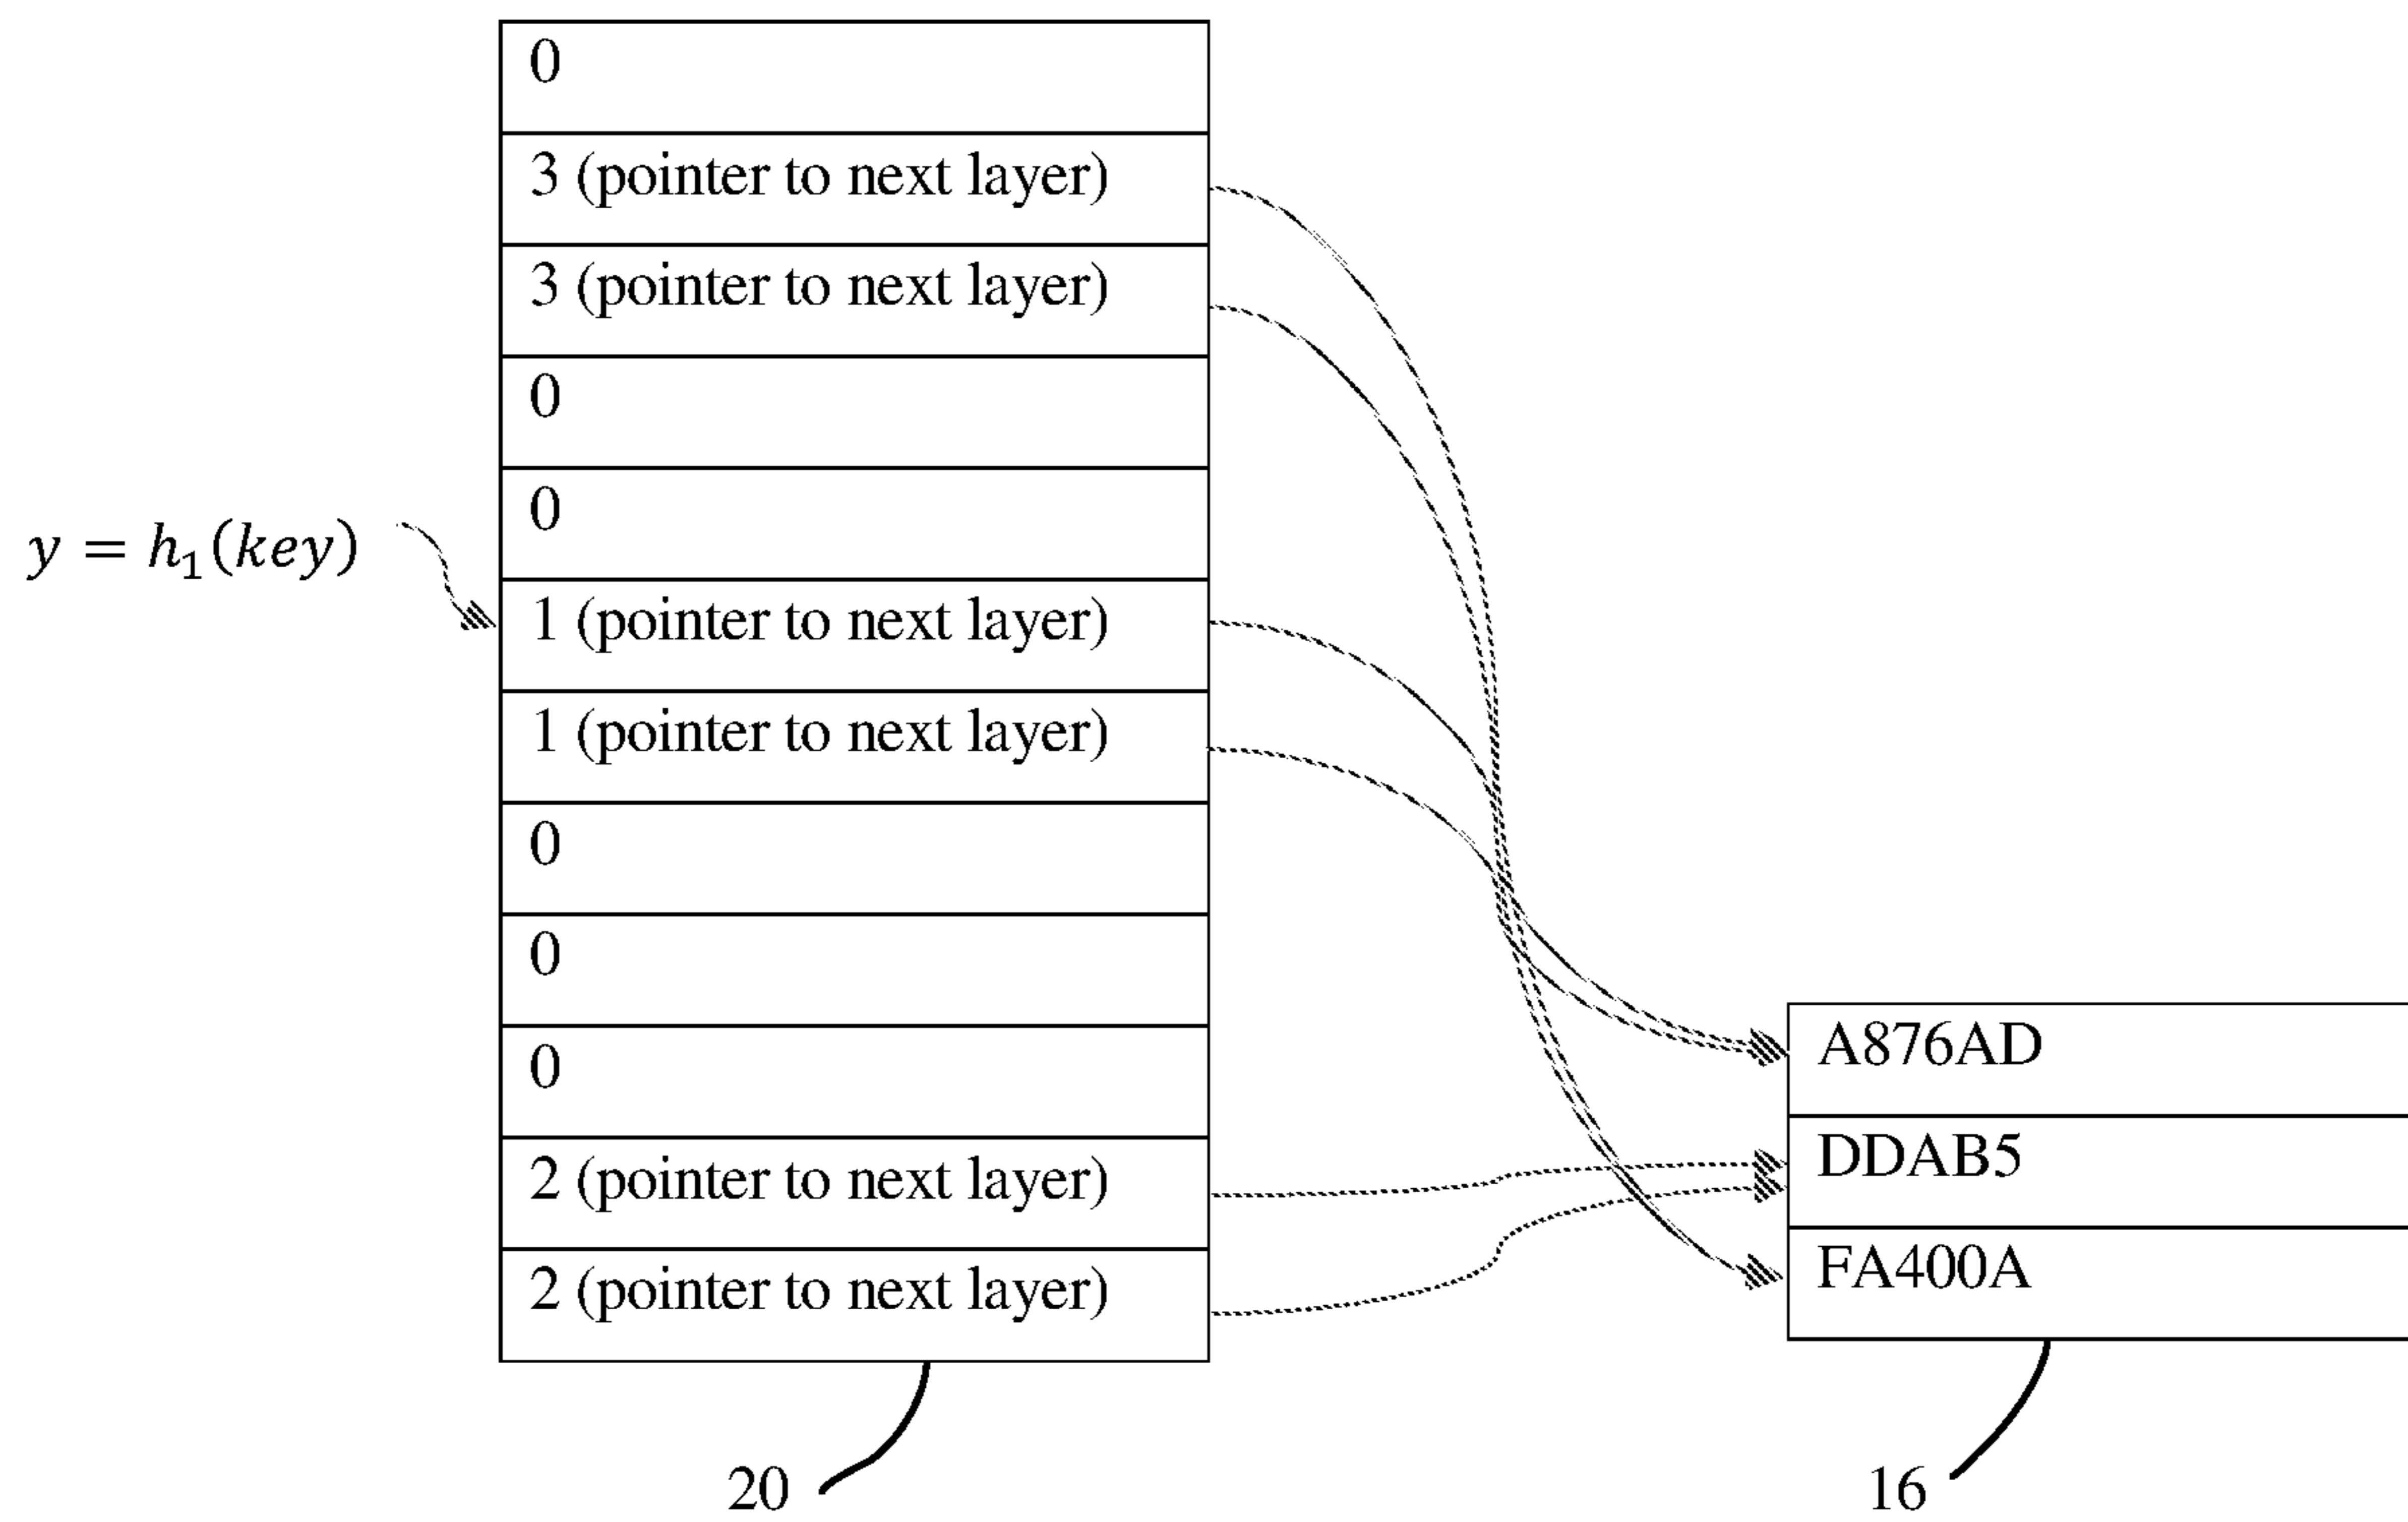 0
3 (pointer to next layer)
3 (pointer to next layer)
0
0
y = h₁(key)
1 (pointer to next layer)
1 (pointer to next layer)
0
0
0
2 (pointer to next layer)
2 (pointer to next layer)
A876AD
DDAB5
FA400A
20
16